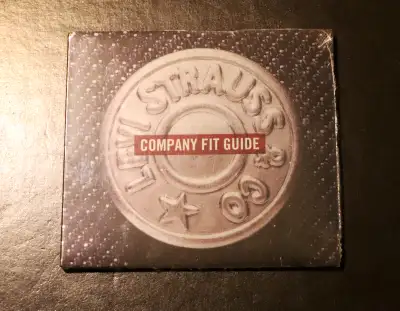 LEVI STRAUSS & CO
COMPANY FIT GUIDE